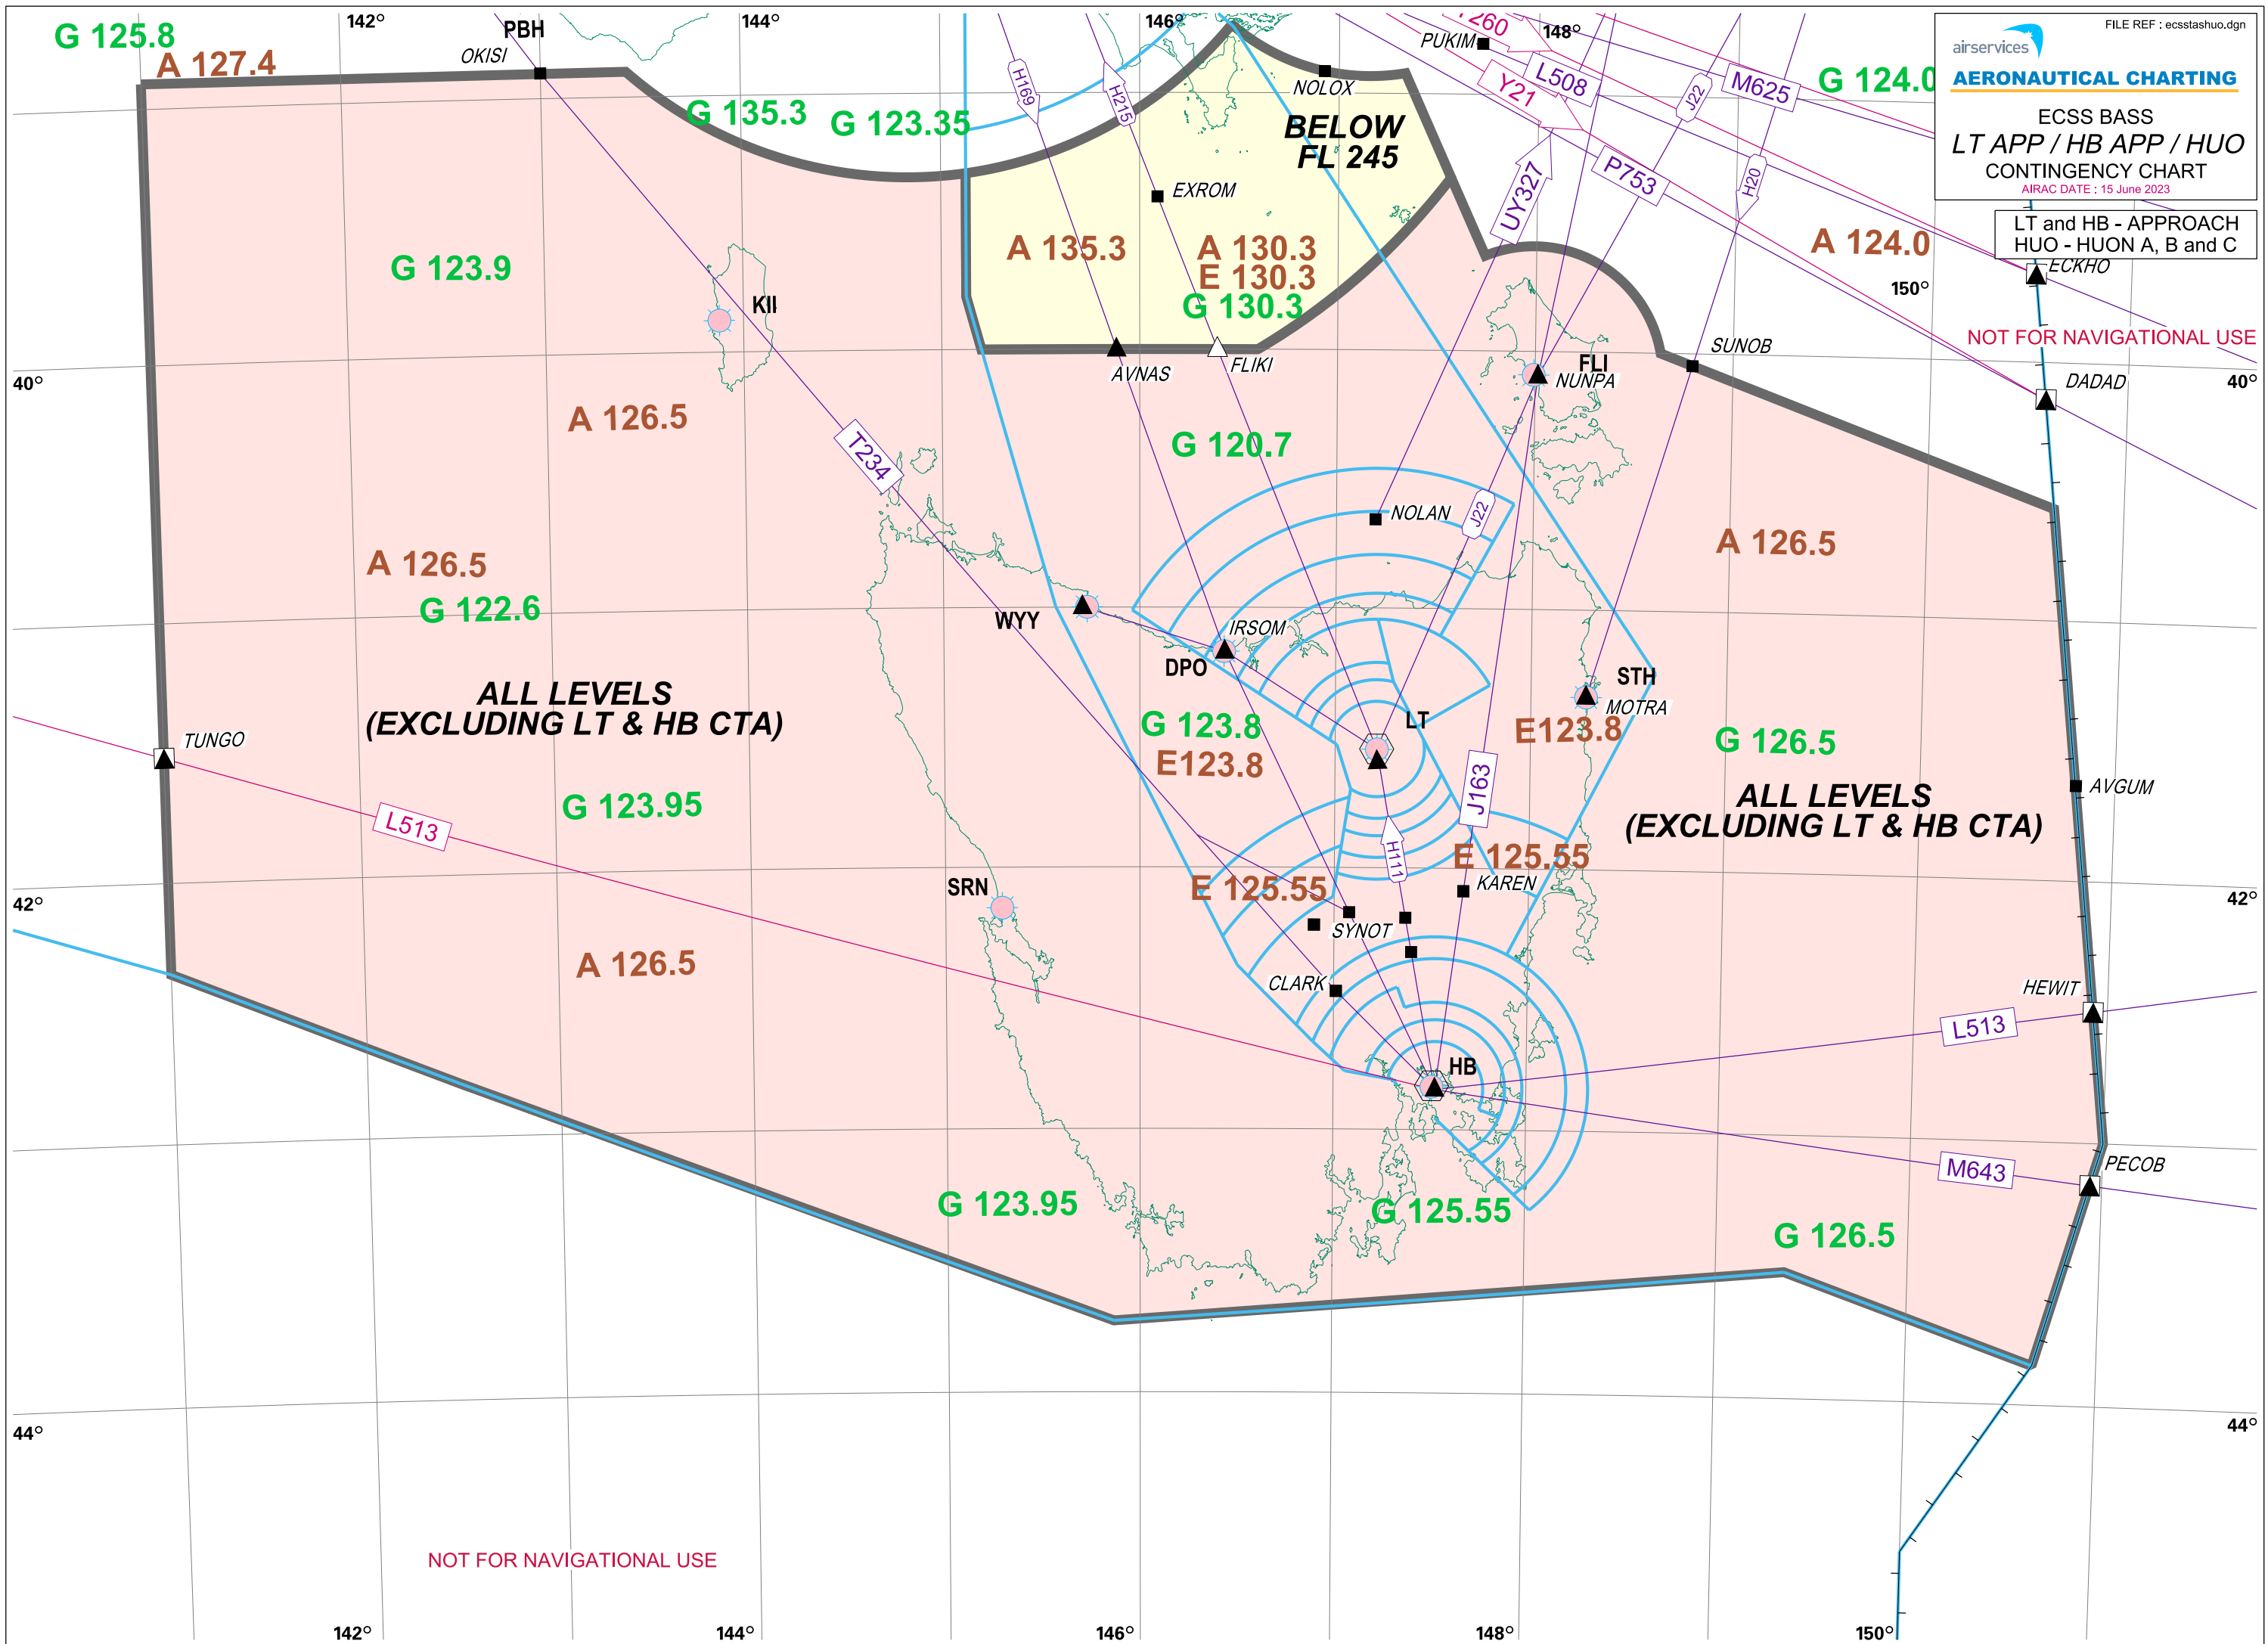 142°
144°
146°
148°
G 125.8
A 127.4
PBH
OKISI
G 135.3
G 123.35
H169
H215
NOLOX
BELOW
FL 245
PUKIM
Y21
L508
J22
M625
G 124.0
FILE REF : ecsstashuo.dgn
airservices
AERONAUTICAL CHARTING
ECSS BASS
LT APP / HB APP / HUO
CONTINGENCY CHART
AIRAC DATE : 15 June 2023
LT and HB - APPROACH
HUO - HUON A, B and C
EXROM
UY327
P753
H20
A 135.3
A 130.3
E 130.3
G 130.3
A 124.0
ECKHO
150°
G 123.9
KII
NOT FOR NAVIGATIONAL USE
AVNAS
FLIKI
FLI
NUNPA
SUNOB
40°
40°
DADAD
A 126.5
T234
G 120.7
NOLAN
J22
A 126.5
A 126.5
G 122.6
WYY
IRSOM
DPO
STH
MOTRA
ALL LEVELS
(EXCLUDING LT & HB CTA)
TUNGO
G 123.8
E123.8
LT
E123.8
G 126.5
J163
ALL LEVELS
(EXCLUDING LT & HB CTA)
AVGUM
G 123.95
L513
H111
E 125.55
E 125.55
KAREN
SRN
SYNOT
42°
42°
A 126.5
CLARK
HEWIT
L513
HB
M643
PECOB
G 123.95
G 125.55
G 126.5
44°
44°
NOT FOR NAVIGATIONAL USE
142°
144°
146°
148°
150°